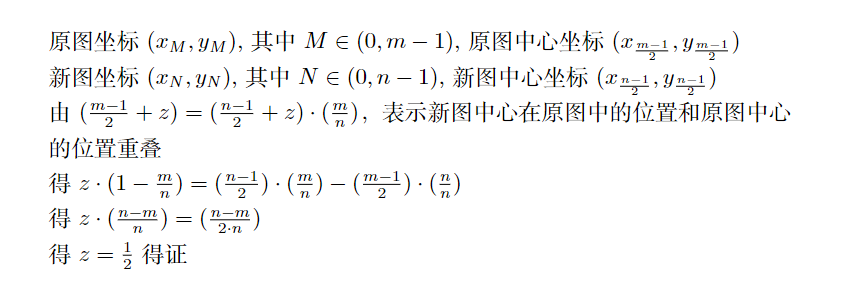 原图坐标 $(x_M, y_M)$, 其中 $M \in (0, m-1)$, 原图中心坐标 $(x_{\frac{m-1}{2}}, y_{\frac{m-1}{2}})$
新图坐标 $(x_N, y_N)$, 其中 $N \in (0, n-1)$, 新图中心坐标 $(x_{\frac{n-1}{2}}, y_{\frac{n-1}{2}})$
由 $(\frac{m-1}{2} + z) = (\frac{n-1}{2} + z) \cdot (\frac{m}{n})$, 表示新图中心在原图中的位置和原图中心
的位置重叠
得 $z \cdot (1 - \frac{m}{n}) = (\frac{n-1}{2}) \cdot (\frac{m}{n}) - (\frac{m-1}{2}) \cdot (\frac{n}{n})$
得 $z \cdot (\frac{n-m}{n}) = (\frac{n-m}{2 \cdot n})$
得 $z = \frac{1}{2}$ 得证